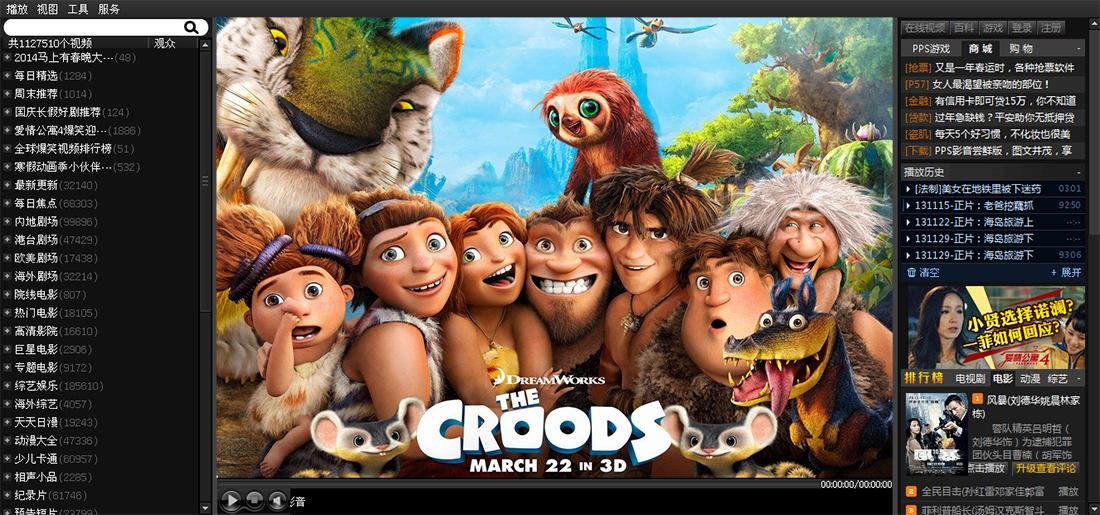 播放 视图 工具 服务
共1127510个视频 观众
2014马上有春晚大…(48)
每日精选(1284)
周末推荐(1014)
国庆长假好剧推荐(124)
爱情公寓4爆笑迎…(1886)
全球爆笑视频排行榜(51)
寒假动画季小伙伴…(532)
最新更新(32140)
每日焦点(68303)
内地剧场(99896)
港台剧场(47429)
欧美剧场(17438)
海外剧场(32214)
院线电影(807)
热门电影(18105)
高清影院(16610)
巨星电影(2906)
专题电影(9172)
综艺娱乐(185610)
海外综艺(4057)
天天日漫(19243)
动漫大全(47336)
少儿卡通(60957)
相声小品(2285)
纪录片(61746)
预告短片(23799)
DREAMWORKS
THE
CROODS
MARCH 22 IN 3D
00:00:00/00:00:00
影音
在线视频 百科 游戏 登录 注册
PPS游戏 商城 购物 -
[抢票] 又是一年春运时，各种抢票软件
[P57] 女人最渴望被亲吻的部位！
[金融] 有信用卡即可贷15万，你不知道
[贷款] 过年急缺钱？平安助你无抵押贷
[瓷肌] 每天5个好习惯，不化妆也很美
[下载] PPS影音尝鲜版，图文并茂，享
播放历史 -
[法制]美女在地铁里被下迷药 03:01
131115-正片：老爸挖藕抓 92:50
131122-正片：海岛旅游上 --:--
131129-正片：海岛旅游下 --:--
131129-正片：海岛旅游下 93:09
清空 + 展开
小贤选择诺澜？
一菲如何回应？
爱情公寓4
排行榜 电视剧 电影 动漫 综艺 -
1 风暴(刘德华姚晨林家
栋)
警队精英吕明哲（
刘德华饰）为逮捕犯罪
团伙头目曹楠（胡军饰
点击播放 升级查看评论
2 全民目击(孙红雷邓家佳郭富 播放
3 菲利普船长(汤姆汉克斯智斗 播放